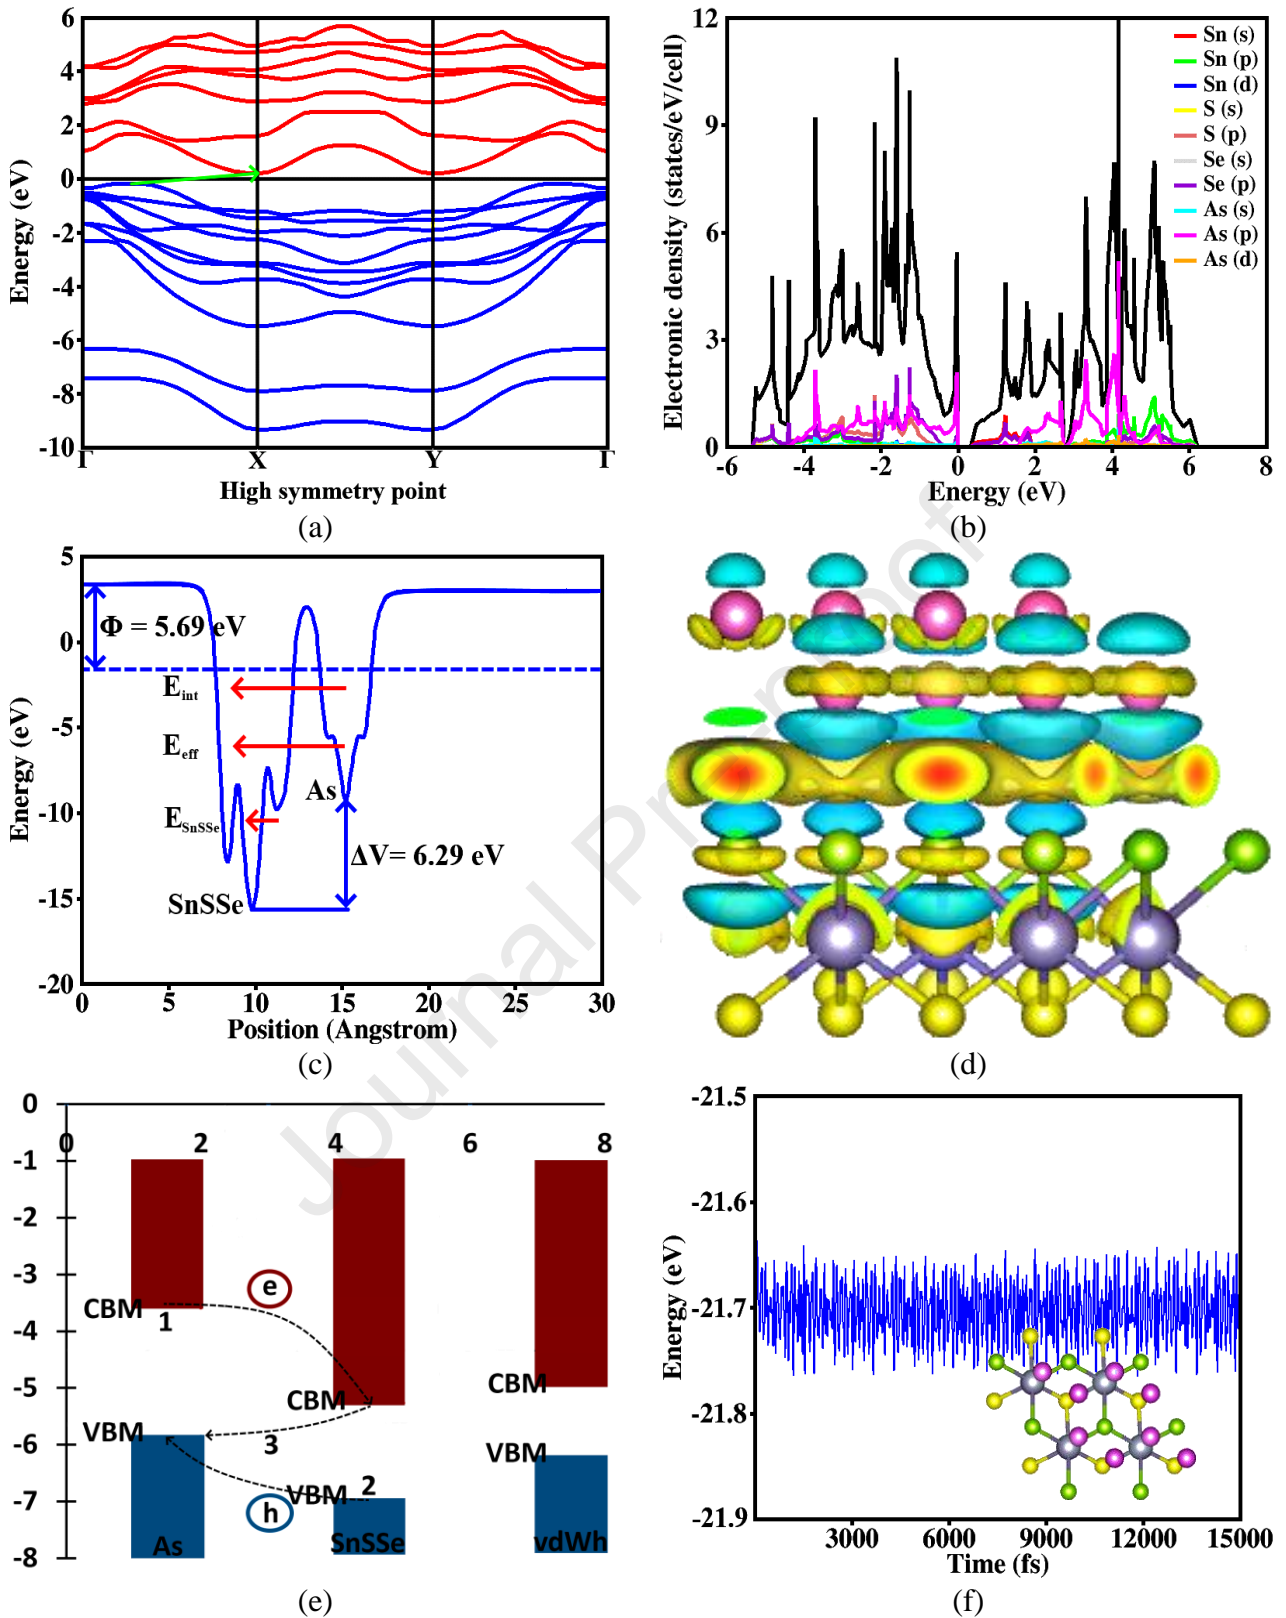 6
4
2
0
-2
-4
-6
-8
-10
Energy (eV)
Γ X Y Γ
High symmetry point
(a)
12
9
6
3
0
Electronic density (states/eV/cell)
Sn (s)
Sn (p)
Sn (d)
S (s)
S (p)
Se (s)
Se (p)
As (s)
As (p)
As (d)
-6 -4 -2 0 2 4 6 8
Energy (eV)
(b)
5
0
-5
-10
-15
-20
Energy (eV)
Φ = 5.69 eV
E_int
E_eff
As
E_SnSSe
ΔV= 6.29 eV
SnSSe
0 5 10 15 20 25 30
Position (Angstrom)
(c)
(d)
Journal Pre-proof
0
-1
-2
-3
-4
-5
-6
-7
-8
0 2 4 6 8
e
CBM
1
CBM
CBM
VBM
3
VBM
VBM
2
h
As
SnSSe
vdWh
(e)
-21.5
-21.6
-21.7
-21.8
-21.9
Energy (eV)
3000 6000 9000 12000 15000
Time (fs)
(f)